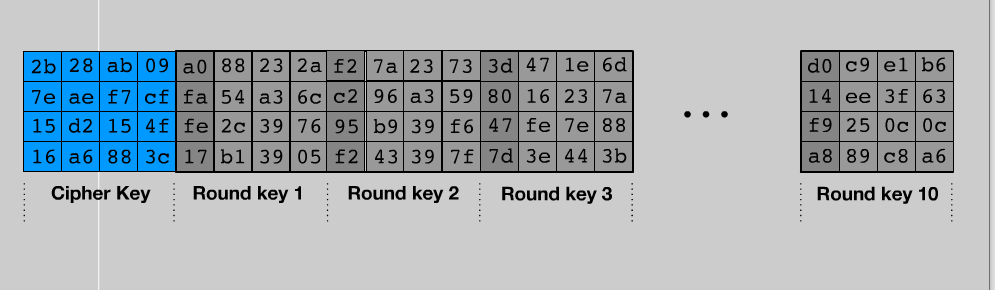 2b 28 ab 09 a0 88 23 2a f2 7a 23 73 3d 47 1e 6d d0 c9 e1 b6
7e ae f7 cf fa 54 a3 6c c2 96 a3 59 80 16 23 7a 14 ee 3f 63
15 d2 15 4f fe 2c 39 76 95 b9 39 f6 47 fe 7e 88 ... f9 25 0c 0c
16 a6 88 3c 17 b1 39 05 f2 43 39 7f 7d 3e 44 3b a8 89 c8 a6
Cipher Key Round key 1 Round key 2 Round key 3 Round key 10